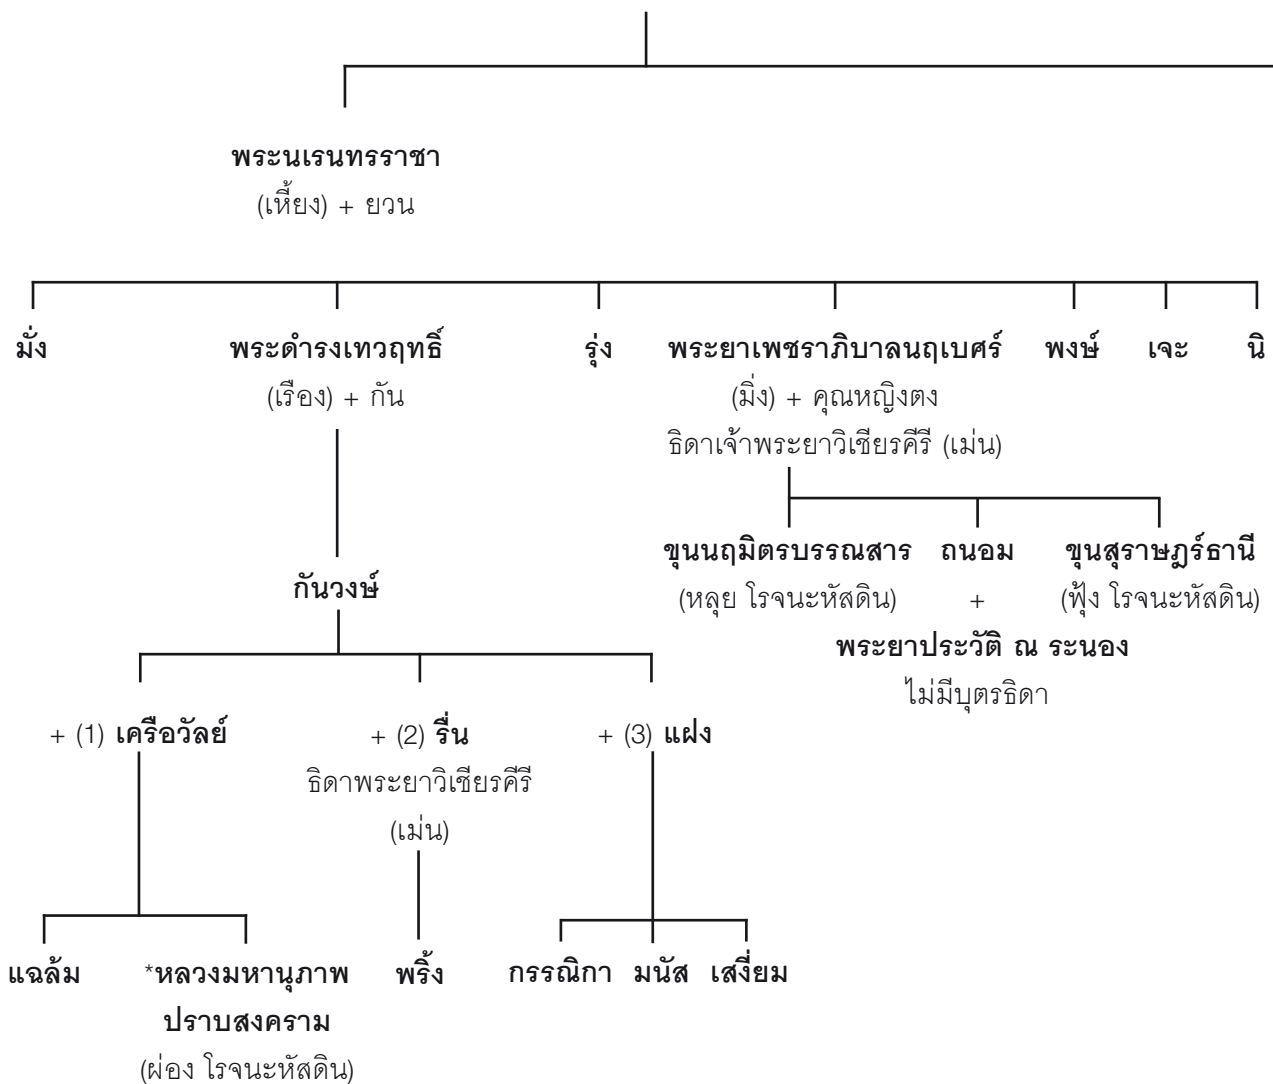 พระนเรนทรราชา
(เหี้ยง) + ยวน
มั่ง พระดำรงเทวฤทธิ์ รุ่ง พระยาเพชราภิบาลนฤเบศร์ พงษ์ เจะ นิ
(เรือง) + กัน (มิ่ง) + คุณหญิงตง
ธิดาเจ้าพระยาวิเชียรคีรี (เม่น)
ขุนนฤมิตรบรรณสาร ถนอม ขุนสุราษฎร์ธานี
กันวงษ์ (หลุย โรจนะหัสดิน) + (ฟุ้ง โรจนะหัสดิน)
พระยาประวัติ ณ ระนอง
ไม่มีบุตรธิดา
+ (1) เครือวัลย์ + (2) รื่น + (3) แฝง
ธิดาพระยาวิเชียรคีรี
(เม่น)
แฉล้ม *หลวงมหานุภาพ พริ้ง กรรณิกา มนัส เสงี่ยม
ปราบสงคราม
(ผ่อง โรจนะหัสดิน)